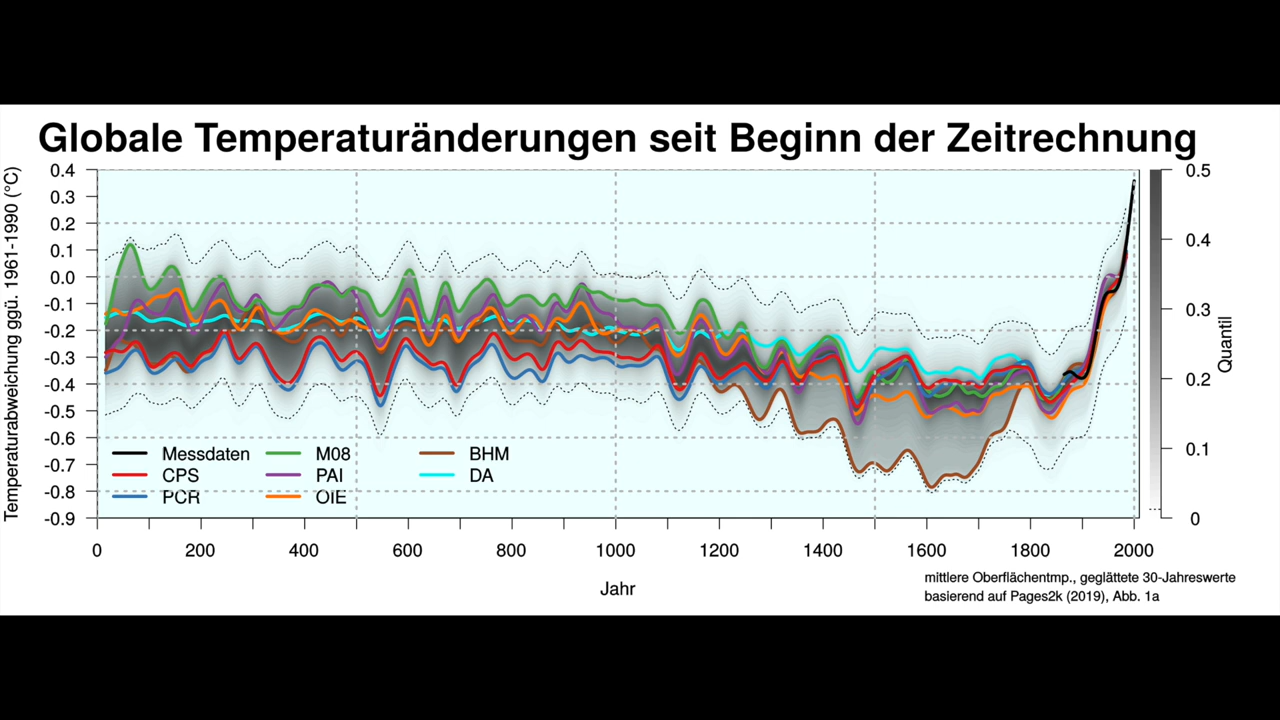 Globale Temperaturänderungen seit Beginn der Zeitrechnung
Temperaturabweichung ggü. 1961-1990 (°C)
0.4
0.3
0.2
0.1
0.0
-0.1
-0.2
-0.3
-0.4
-0.5
-0.6
-0.7
-0.8
-0.9
Messdaten M08 BHM
CPS PAI DA
PCR OIE
0 200 400 600 800 1000 1200 1400 1600 1800 2000
Jahr
0.5
0.4
0.3
0.2
0.1
0
Quantil
mittlere Oberflächentmp., geglättete 30-Jahreswerte
basierend auf Pages2k (2019), Abb. 1a